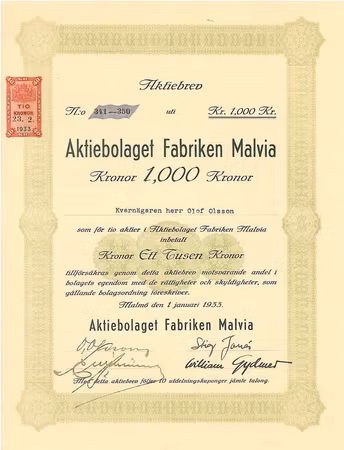 Aktiebrev
N:o 341—350 uti Kr. 1,000 Kr.
TIO
KRONOR
23. 2
1933
Aktiebolaget Fabriken Malvia
Kronor 1,000 Kronor
Kvarnägaren herr Olof Olsson
som för tio aktier i Aktiebolaget Fabriken Malvia
inbetalt
Kronor Ett Tusen Kronor
tillförsäkras genom detta aktiebrev motsvarande andel i
bolagets egendom med de rättigheter och skyldigheter, som
gällande bolagsordning föreskriver.
Malmö den 1 januari 1933.
Aktiebolaget Fabriken Malvia
Stig
William
Med detta aktiebrev följer 10 utdelningskuponger jämte talong.